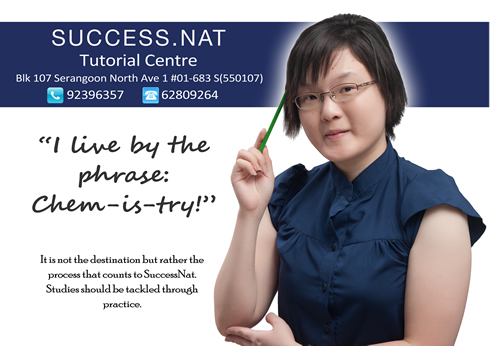 SUCCESS.NAT
Tutorial Centre
Blk 107 Serangoon North Ave 1 #01-683 S(550107)
92396357 62809264
“I live by the
phrase:
Chem-is-try!”
It is not the destination but rather the
process that counts to SuccessNat.
Studies should be tackled through
practice.